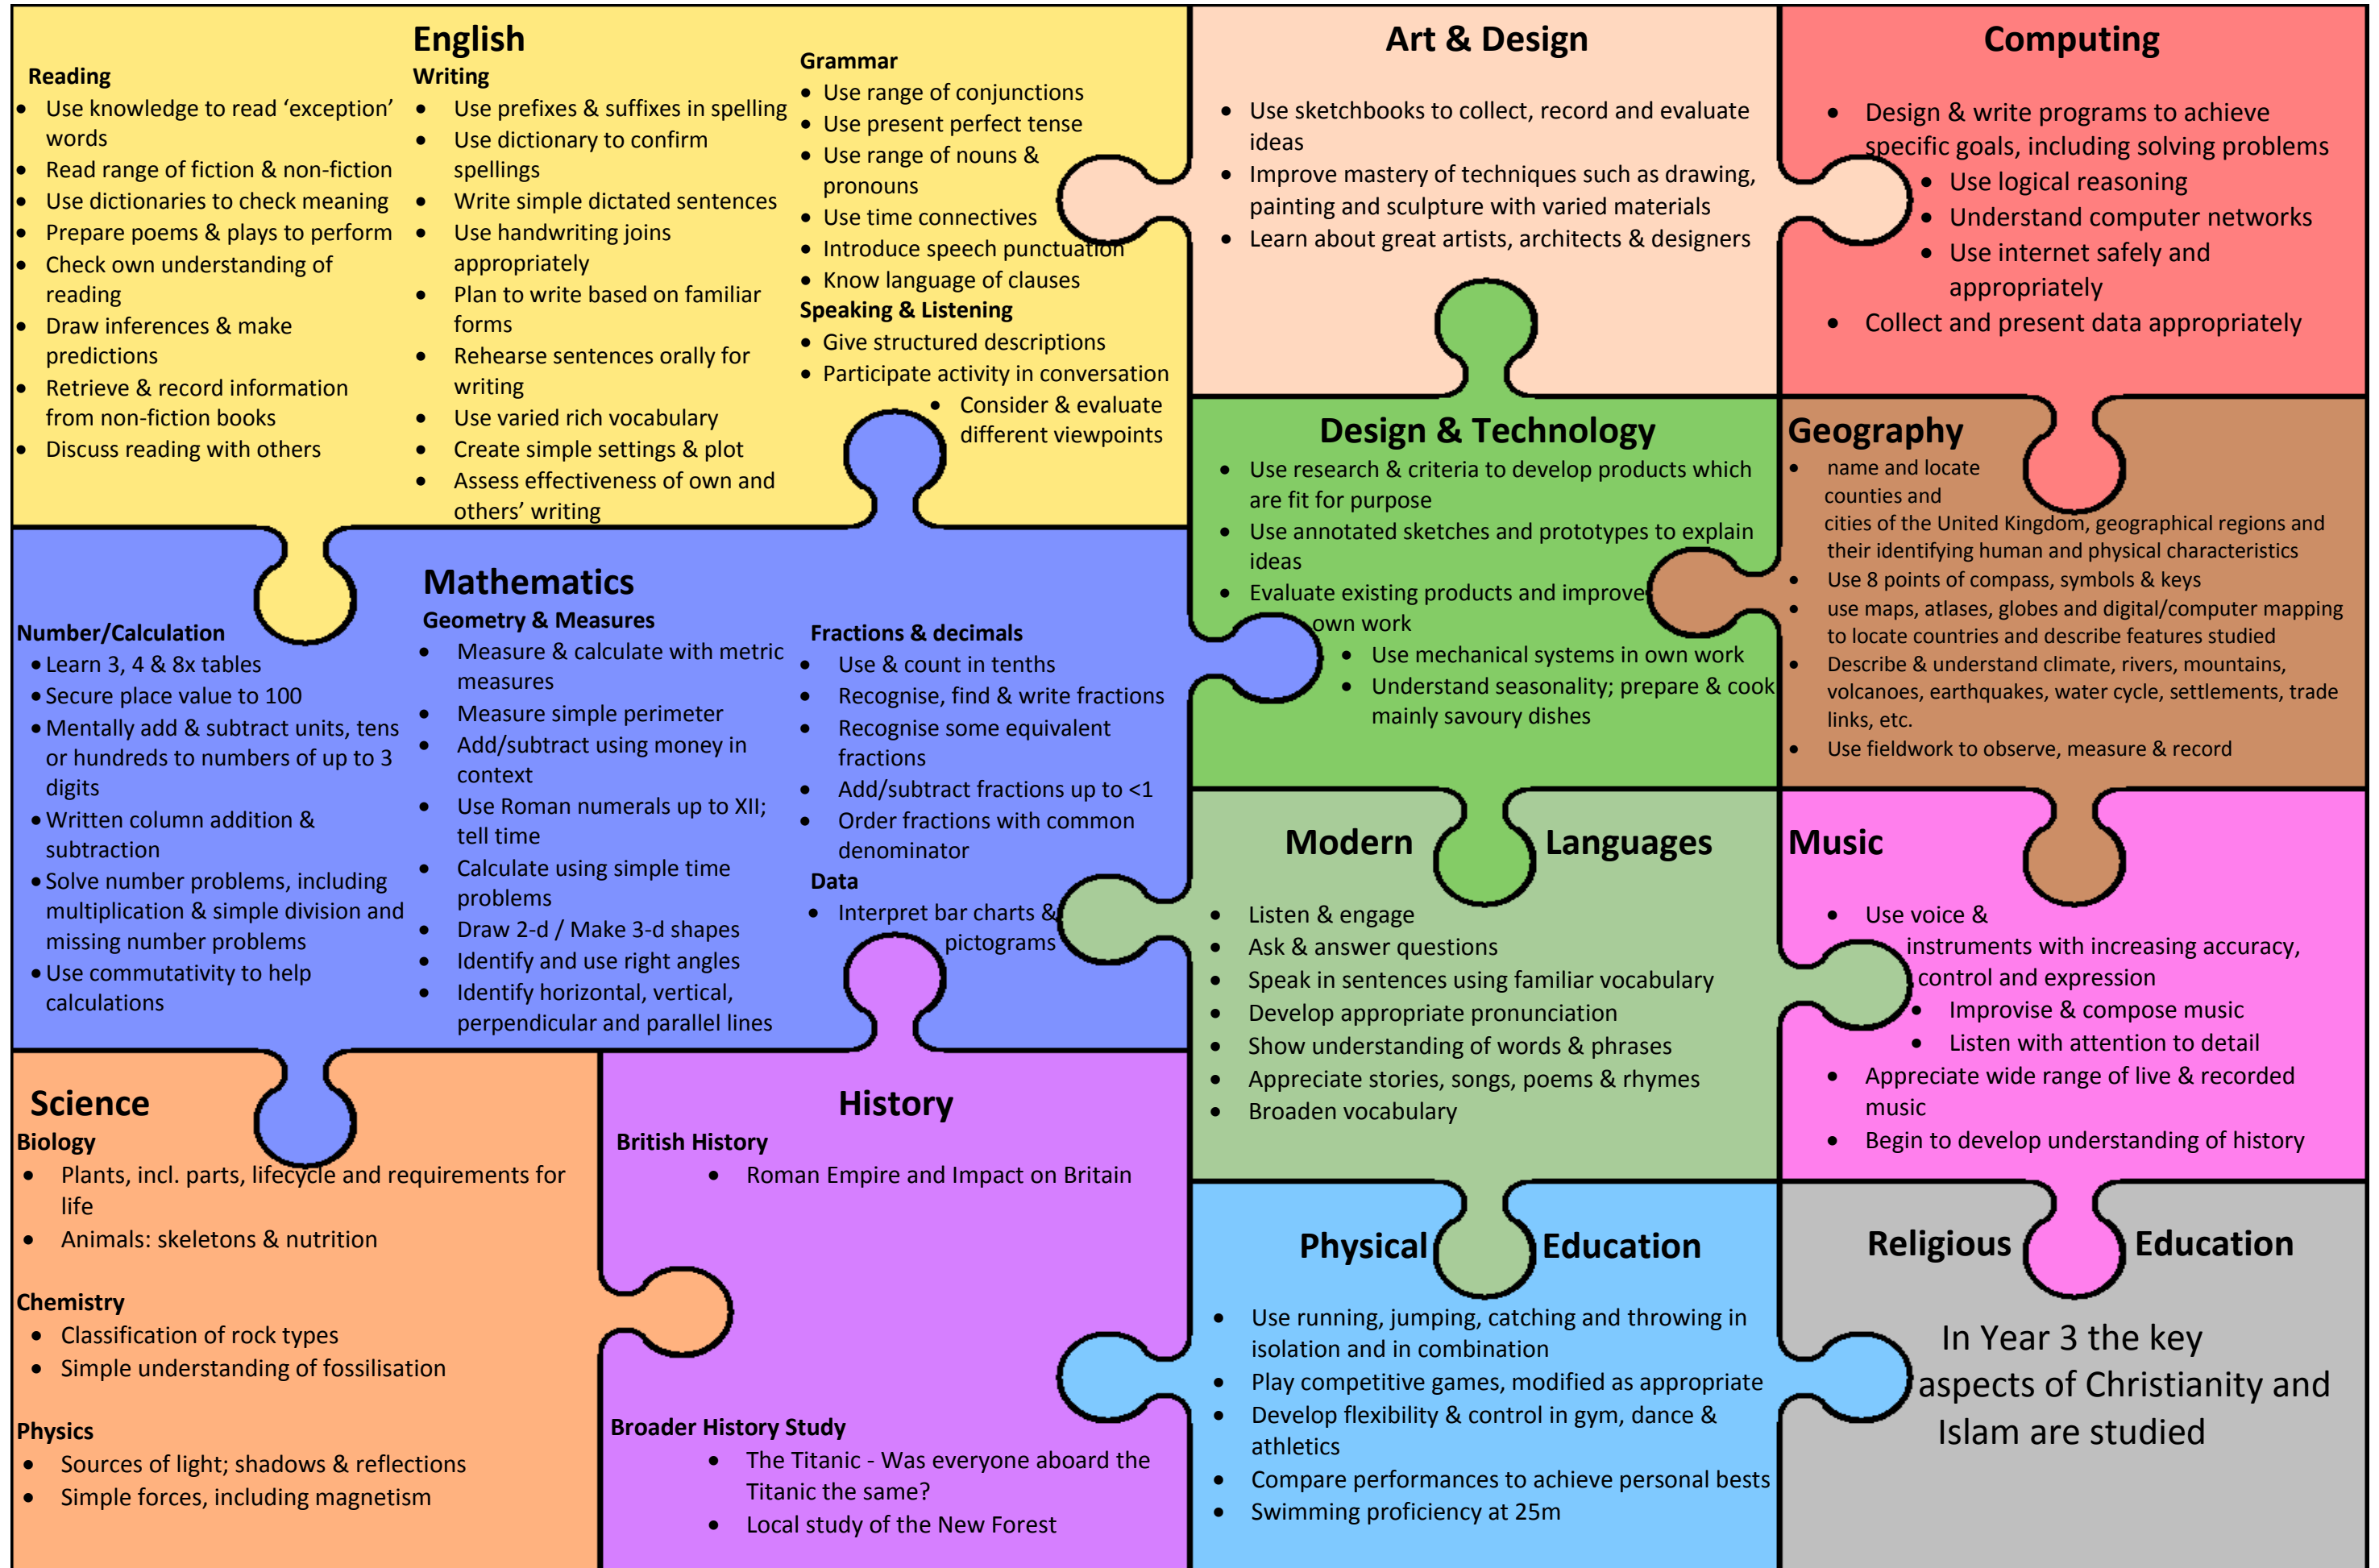 English
Reading
• Use knowledge to read ‘exception’
words
• Read range of fiction & non-fiction
• Use dictionaries to check meaning
• Prepare poems & plays to perform
• Check own understanding of
reading
• Draw inferences & make
predictions
• Retrieve & record information
from non-fiction books
• Discuss reading with others
Writing
• Use prefixes & suffixes in spelling
• Use dictionary to confirm
spellings
• Write simple dictated sentences
• Use handwriting joins
appropriately
• Plan to write based on familiar
forms
• Rehearse sentences orally for
writing
• Use varied rich vocabulary
• Create simple settings & plot
• Assess effectiveness of own and
others’ writing
Grammar
• Use range of conjunctions
• Use present perfect tense
• Use range of nouns &
pronouns
• Use time connectives
• Introduce speech punctuation
• Know language of clauses
Speaking & Listening
• Give structured descriptions
• Participate activity in conversation
• Consider & evaluate
different viewpoints
Art & Design
• Use sketchbooks to collect, record and evaluate
ideas
• Improve mastery of techniques such as drawing,
painting and sculpture with varied materials
• Learn about great artists, architects & designers
Computing
• Design & write programs to achieve
specific goals, including solving problems
• Use logical reasoning
• Understand computer networks
• Use internet safely and
appropriately
• Collect and present data appropriately
Design & Technology
• Use research & criteria to develop products which
are fit for purpose
• Use annotated sketches and prototypes to explain
ideas
• Evaluate existing products and improve
own work
• Use mechanical systems in own work
• Understand seasonality; prepare & cook
mainly savoury dishes
Geography
• name and locate
counties and
cities of the United Kingdom, geographical regions and
their identifying human and physical characteristics
• Use 8 points of compass, symbols & keys
• use maps, atlases, globes and digital/computer mapping
to locate countries and describe features studied
• Describe & understand climate, rivers, mountains,
volcanoes, earthquakes, water cycle, settlements, trade
links, etc.
• Use fieldwork to observe, measure & record
Mathematics
Number/Calculation
• Learn 3, 4 & 8x tables
• Secure place value to 100
• Mentally add & subtract units, tens
or hundreds to numbers of up to 3
digits
• Written column addition &
subtraction
• Solve number problems, including
multiplication & simple division and
missing number problems
• Use commutativity to help
calculations
Geometry & Measures
• Measure & calculate with metric
measures
• Measure simple perimeter
• Add/subtract using money in
context
• Use Roman numerals up to XII;
tell time
• Calculate using simple time
problems
• Draw 2-d / Make 3-d shapes
• Identify and use right angles
• Identify horizontal, vertical,
perpendicular and parallel lines
Fractions & decimals
• Use & count in tenths
• Recognise, find & write fractions
• Recognise some equivalent
fractions
• Add/subtract fractions up to <1
• Order fractions with common
denominator
Data
• Interpret bar charts &
pictograms
Modern Languages
• Listen & engage
• Ask & answer questions
• Speak in sentences using familiar vocabulary
• Develop appropriate pronunciation
• Show understanding of words & phrases
• Appreciate stories, songs, poems & rhymes
• Broaden vocabulary
Music
• Use voice &
instruments with increasing accuracy,
control and expression
• Improvise & compose music
• Listen with attention to detail
• Appreciate wide range of live & recorded
music
• Begin to develop understanding of history
Science
Biology
• Plants, incl. parts, lifecycle and requirements for
life
• Animals: skeletons & nutrition
Chemistry
• Classification of rock types
• Simple understanding of fossilisation
Physics
• Sources of light; shadows & reflections
• Simple forces, including magnetism
History
British History
• Roman Empire and Impact on Britain
Broader History Study
• The Titanic - Was everyone aboard the
Titanic the same?
• Local study of the New Forest
Physical Education
• Use running, jumping, catching and throwing in
isolation and in combination
• Play competitive games, modified as appropriate
• Develop flexibility & control in gym, dance &
athletics
• Compare performances to achieve personal bests
• Swimming proficiency at 25m
Religious Education
In Year 3 the key
aspects of Christianity and
Islam are studied